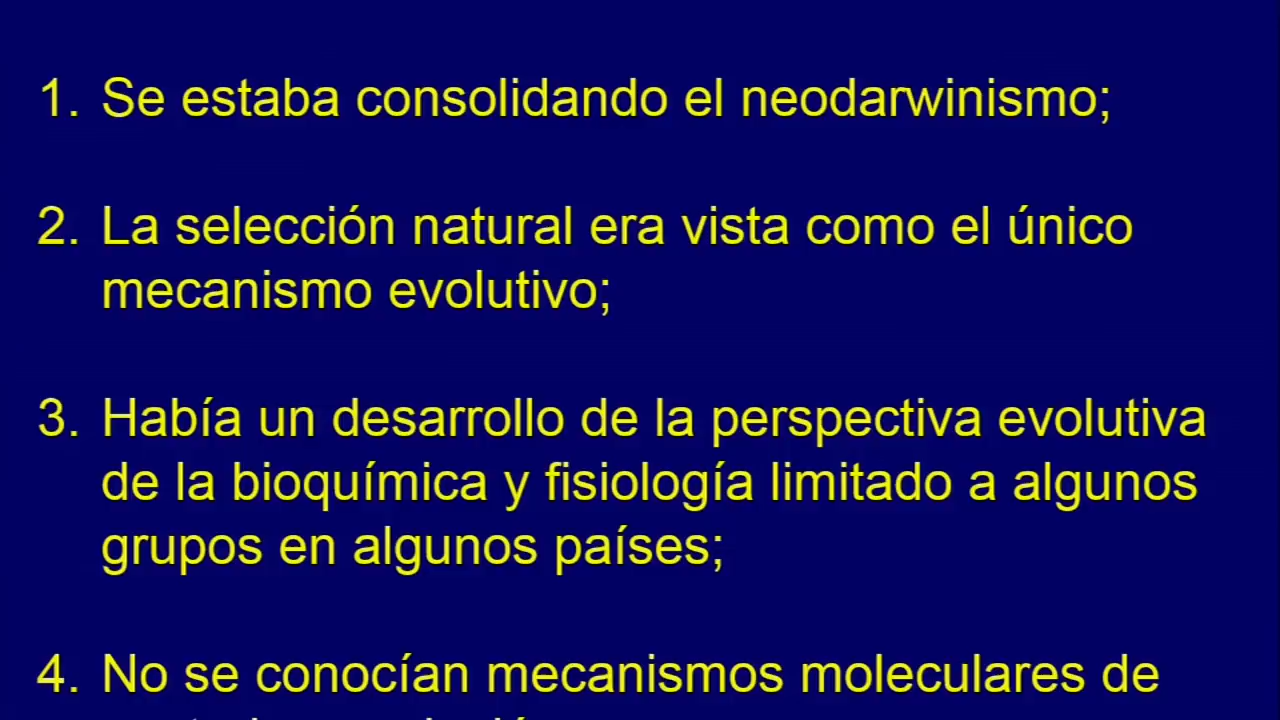 1. Se estaba consolidando el neodarwinismo;
2. La selección natural era vista como el único
mecanismo evolutivo;
3. Había un desarrollo de la perspectiva evolutiva
de la bioquímica y fisiología limitado a algunos
grupos en algunos países;
4. No se conocían mecanismos moleculares de